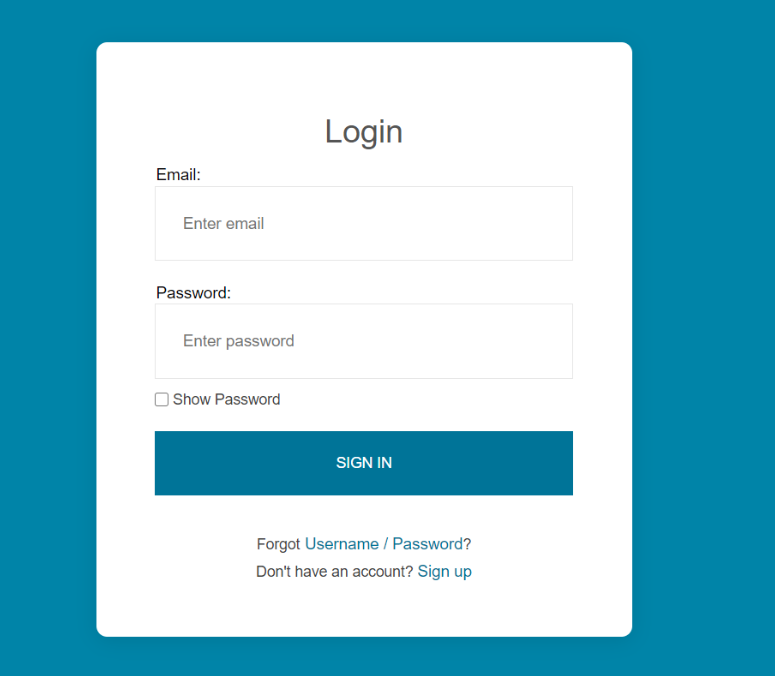 Login
Email:
Enter email
Password:
Enter password
Show Password
SIGN IN
Forgot Username / Password?
Don't have an account? Sign up